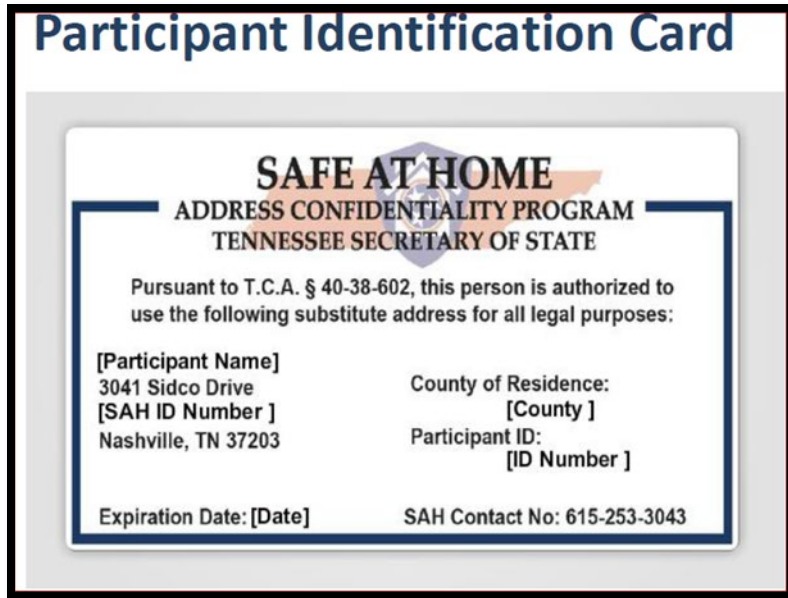 Participant Identification Card
SAFE AT HOME
ADDRESS CONFIDENTIALITY PROGRAM
TENNESSEE SECRETARY OF STATE
Pursuant to T.C.A. § 40-38-602, this person is authorized to
use the following substitute address for all legal purposes:
[Participant Name]
3041 Sidco Drive
[SAH ID Number ]
Nashville, TN 37203
County of Residence:
[County ]
Participant ID:
[ID Number ]
Expiration Date: [Date]
SAH Contact No: 615-253-3043